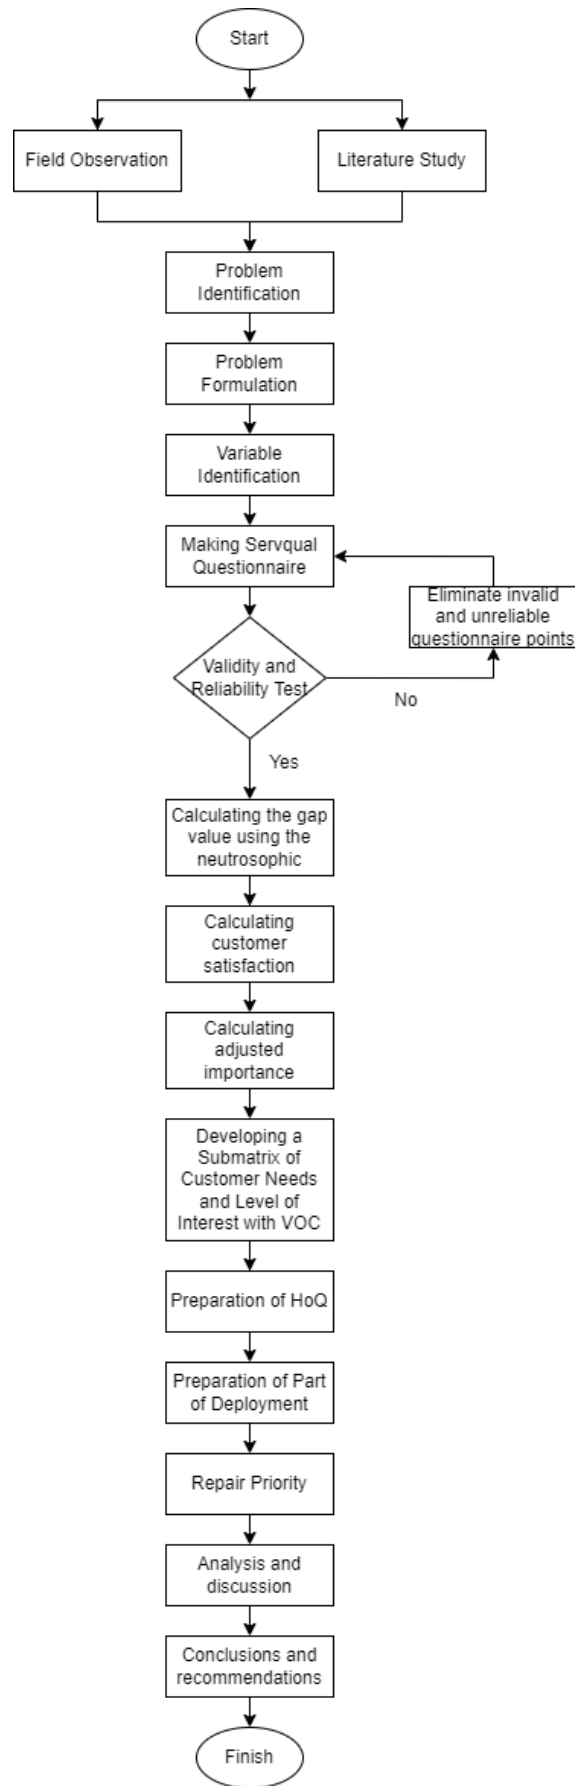 Start
Field Observation
Literature Study
Problem
Identification
Problem
Formulation
Variable
Identification
Making Servqual
Questionnaire
Eliminate invalid
and unreliable
questionnaire points
Validity and
Reliability Test
No
Yes
Calculating the gap
value using the
neutrosophic
Calculating
customer
satisfaction
Calculating
adjusted
importance
Developing a
Submatrix of
Customer Needs
and Level of
Interest with VOC
Preparation of HoQ
Preparation of Part
of Deployment
Repair Priority
Analysis and
discussion
Conclusions and
recommendations
Finish